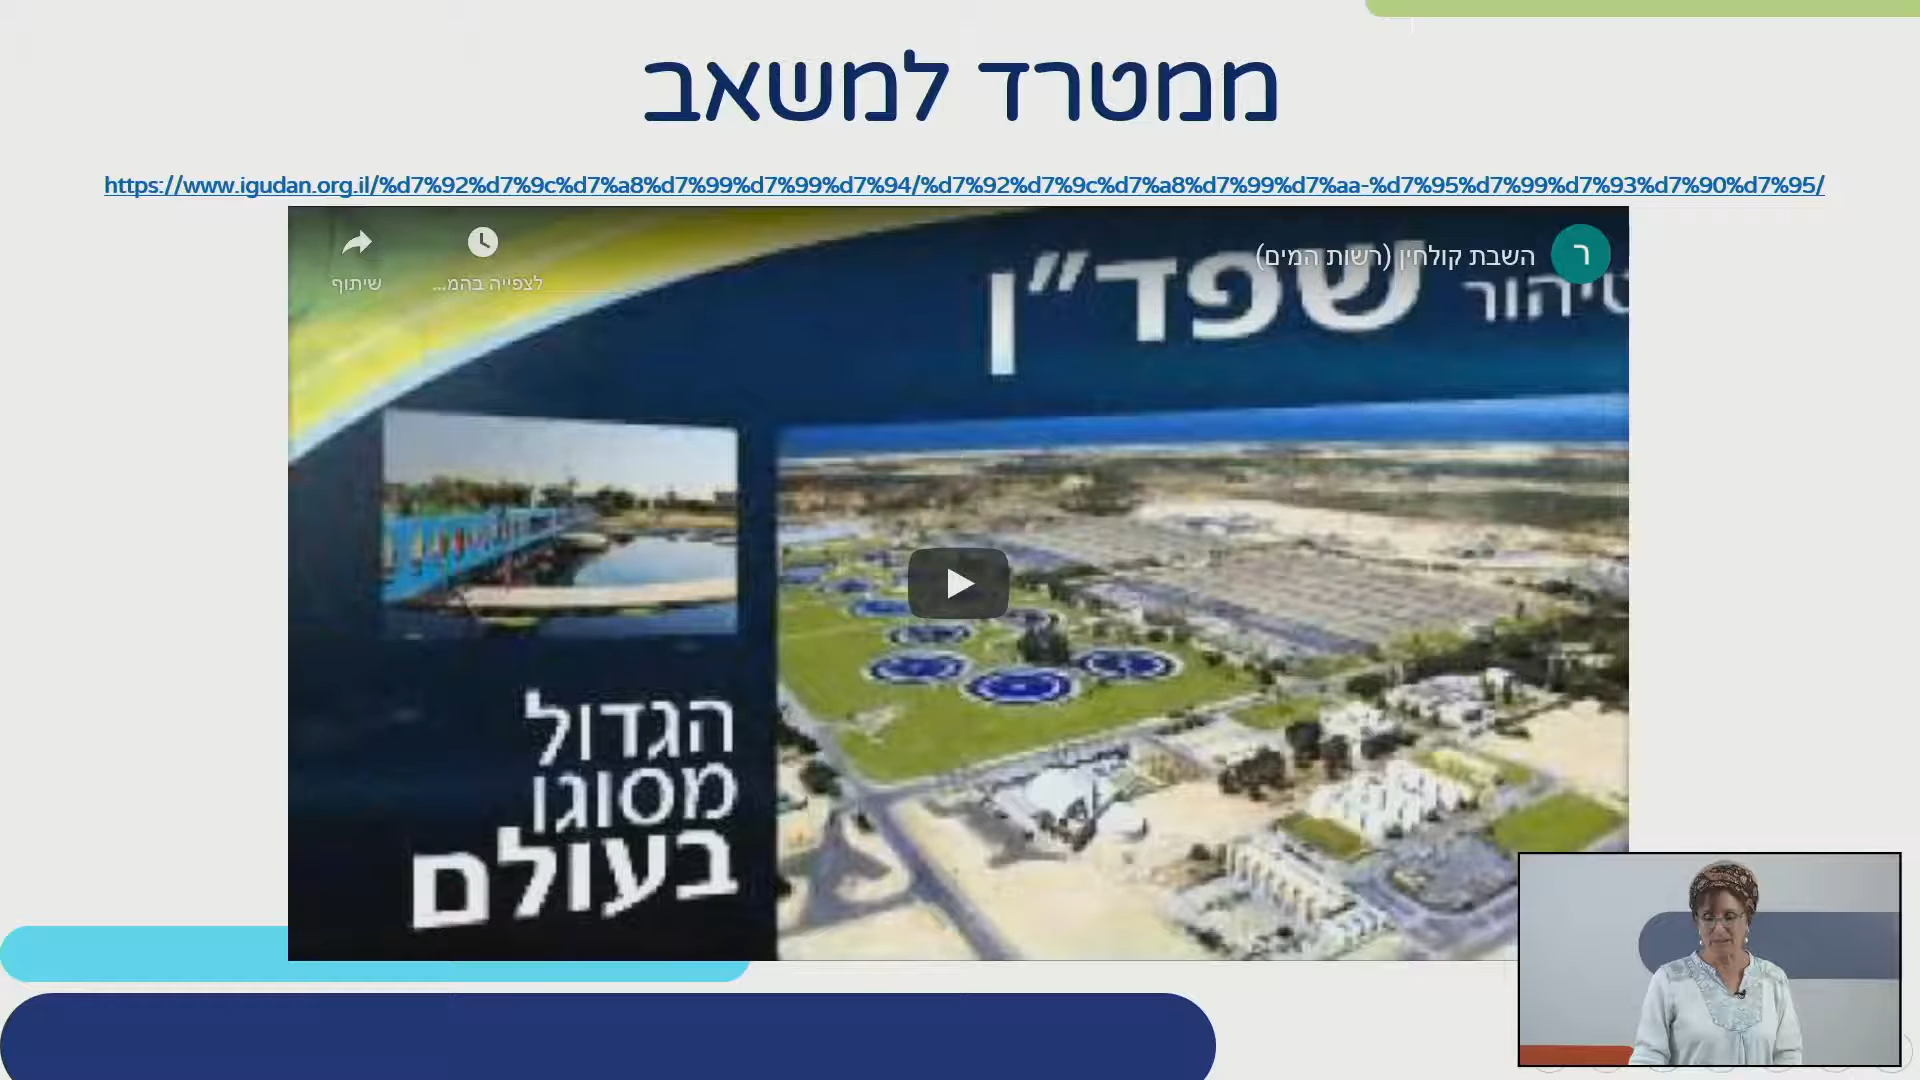 ממטרד למשאב
https://www.igudan.org.il/%d7%92%d7%9c%d7%a8%d7%99%d7%99%d7%94/%d7%92%d7%9c%d7%a8%d7%99%d7%aa-%d7%95%d7%99%d7%93%d7%90%d7%95/
ר
השבת קולחין (רשות המים)
לצפייה בהמ...
שיתוף
טיהור שפד״ן
הגדול
מסוגו
בעולם